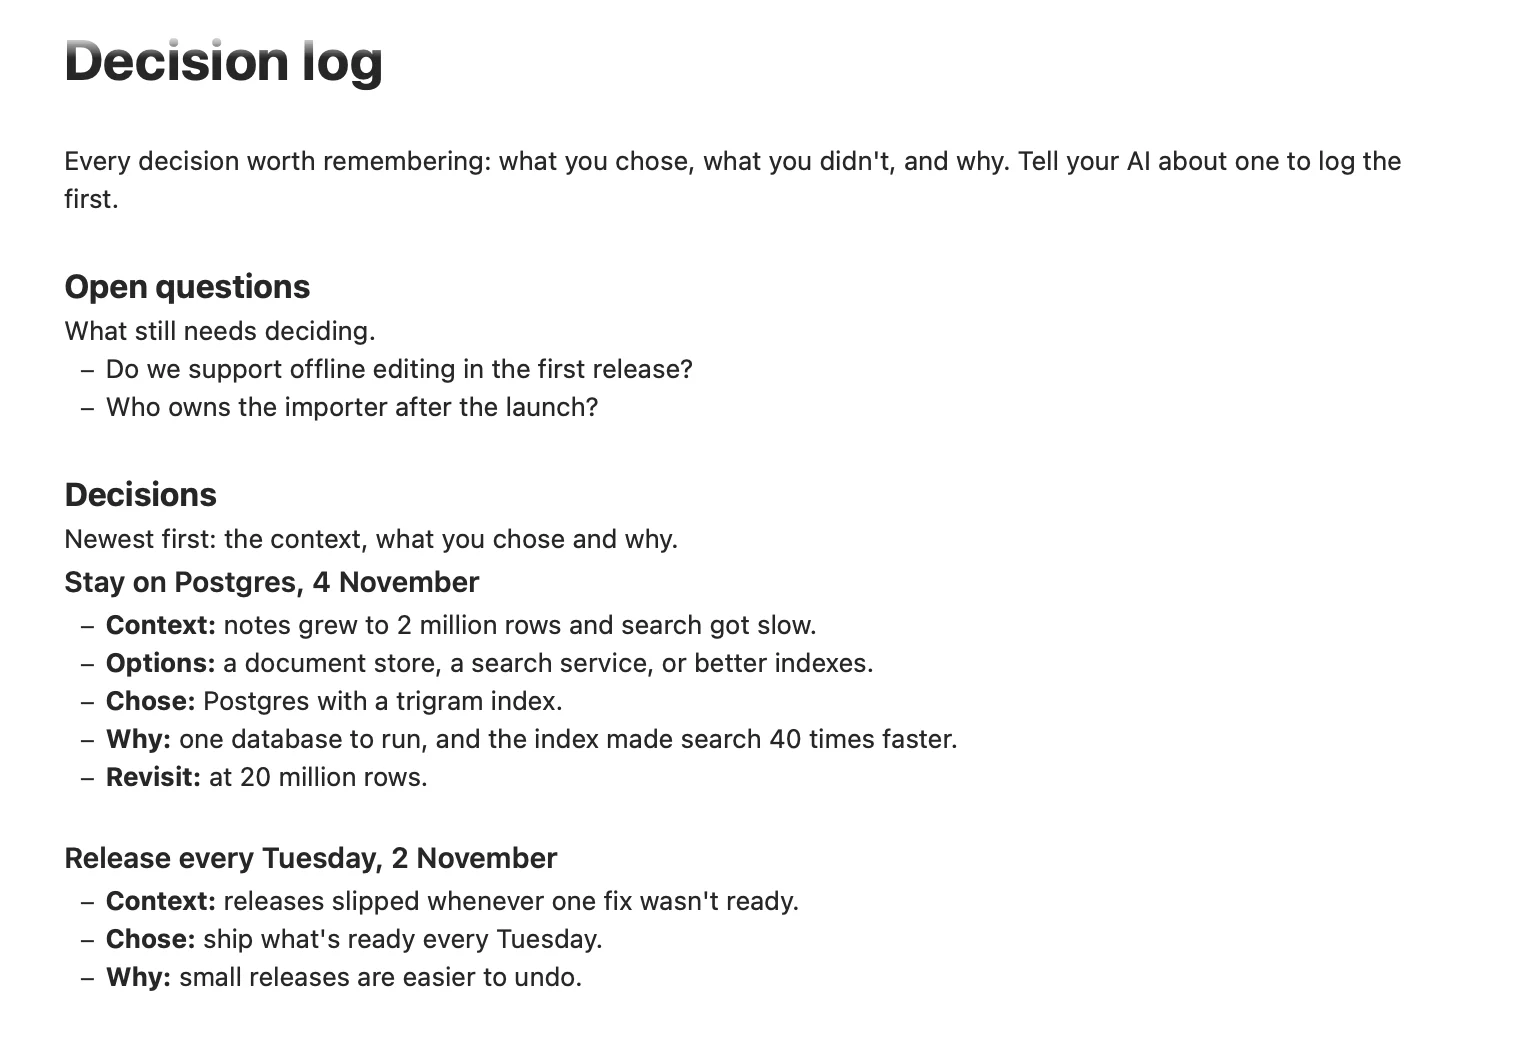 Decision log
Every decision worth remembering: what you chose, what you didn't, and why. Tell your AI about one to log the
first.
Open questions
What still needs deciding.
– Do we support offline editing in the first release?
– Who owns the importer after the launch?
Decisions
Newest first: the context, what you chose and why.
Stay on Postgres, 4 November
– Context: notes grew to 2 million rows and search got slow.
– Options: a document store, a search service, or better indexes.
– Chose: Postgres with a trigram index.
– Why: one database to run, and the index made search 40 times faster.
– Revisit: at 20 million rows.
Release every Tuesday, 2 November
– Context: releases slipped whenever one fix wasn't ready.
– Chose: ship what's ready every Tuesday.
– Why: small releases are easier to undo.